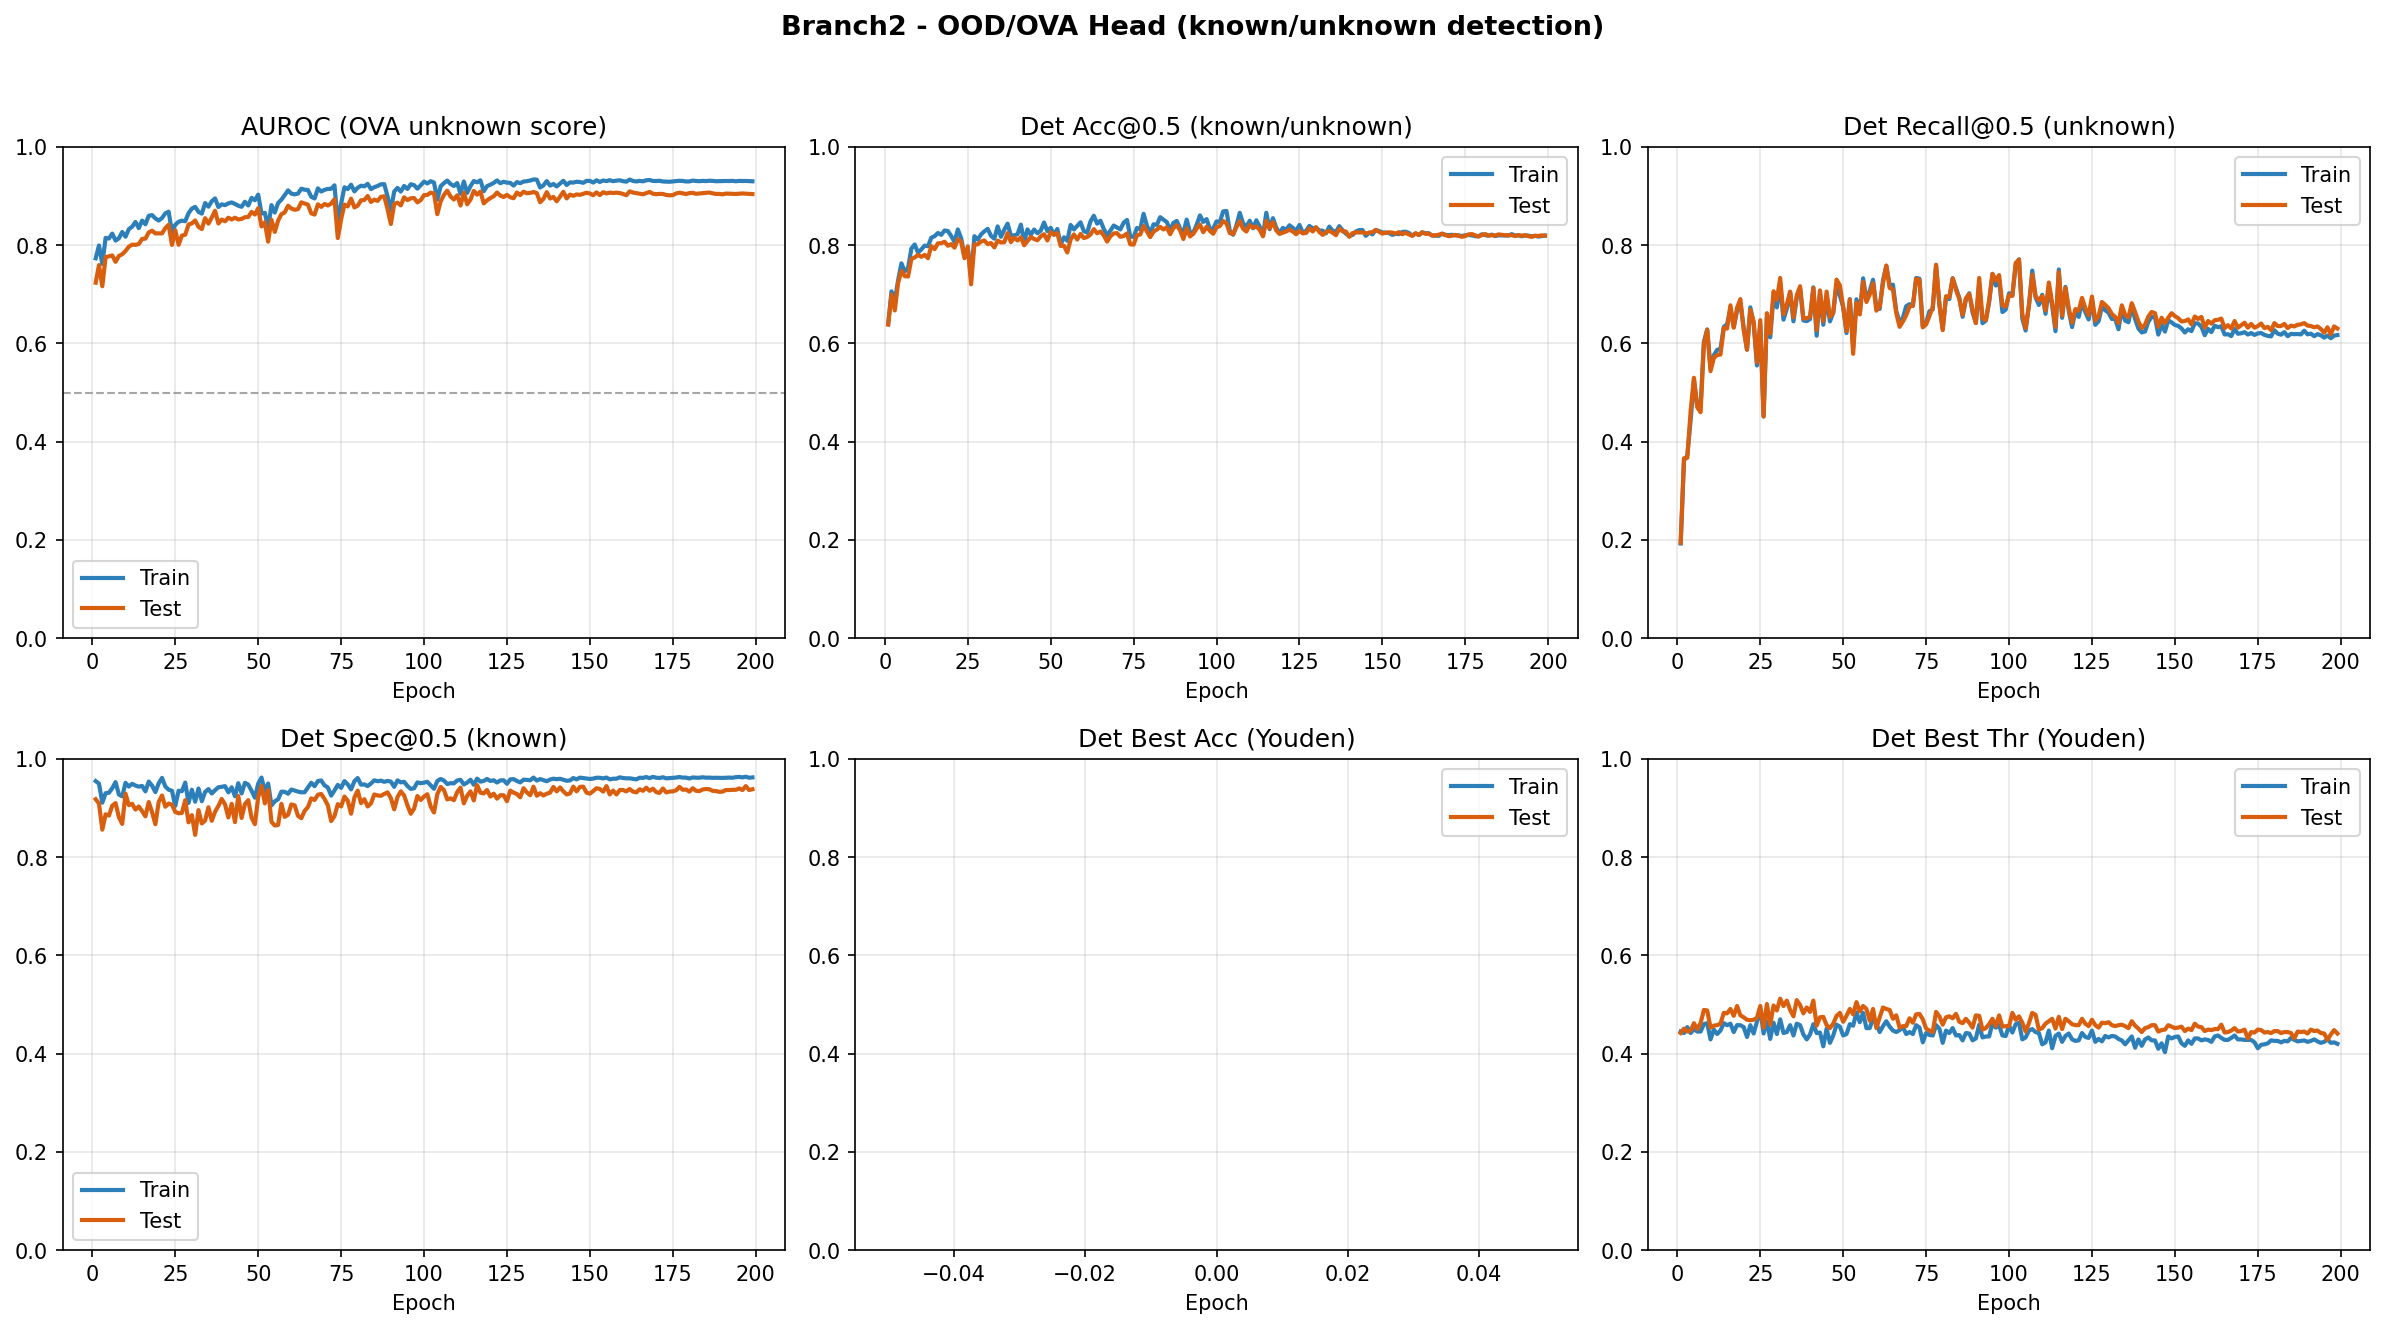 Branch2 - OOD/OVA Head (known/unknown detection)
AUROC (OVA unknown score)
1.0
0.8
0.6
0.4
0.2
0.0
Train
Test
0 25 50 75 100 125 150 175 200
Epoch
Det Acc@0.5 (known/unknown)
1.0
0.8
0.6
0.4
0.2
0.0
Train
Test
0 25 50 75 100 125 150 175 200
Epoch
Det Recall@0.5 (unknown)
1.0
0.8
0.6
0.4
0.2
0.0
Train
Test
0 25 50 75 100 125 150 175 200
Epoch
Det Spec@0.5 (known)
1.0
0.8
0.6
0.4
0.2
0.0
Train
Test
0 25 50 75 100 125 150 175 200
Epoch
Det Best Acc (Youden)
1.0
0.8
0.6
0.4
0.2
0.0
Train
Test
−0.04 −0.02 0.00 0.02 0.04
Epoch
Det Best Thr (Youden)
1.0
0.8
0.6
0.4
0.2
0.0
Train
Test
0 25 50 75 100 125 150 175 200
Epoch